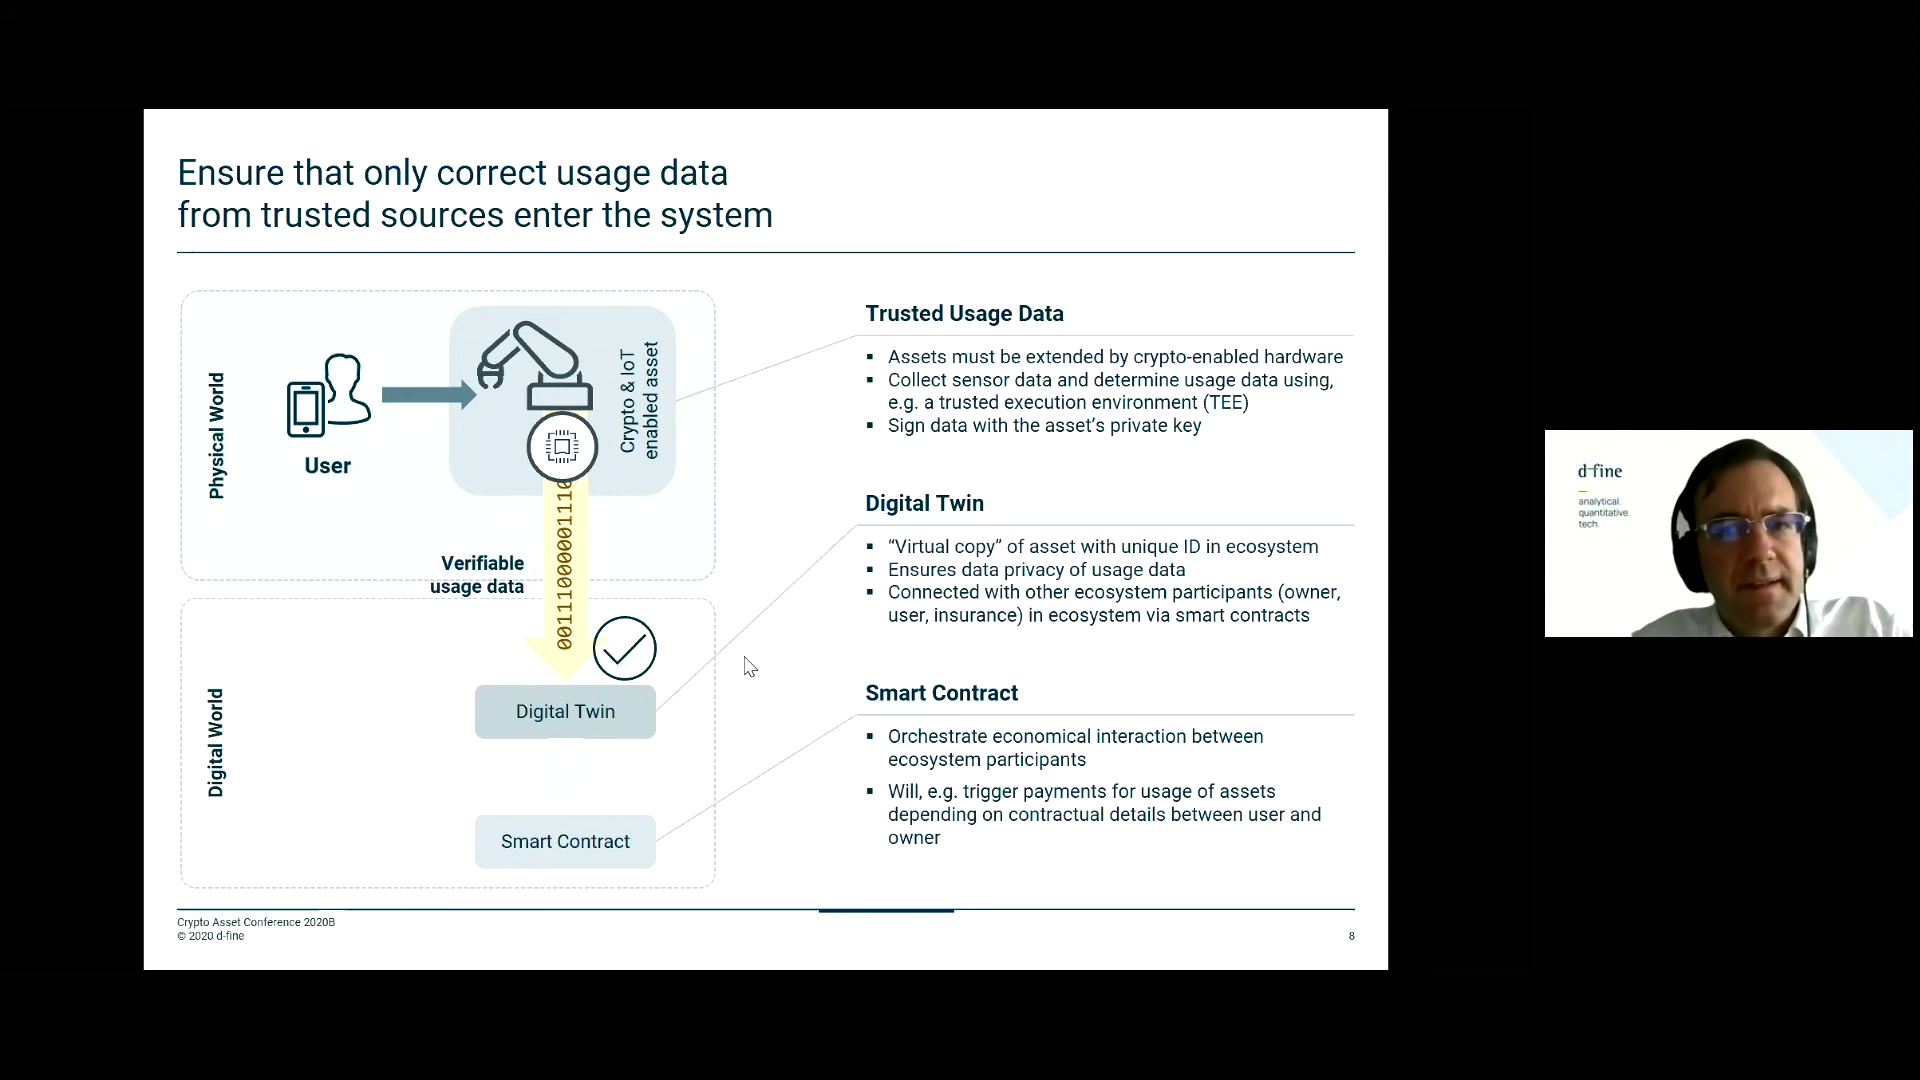 Ensure that only correct usage data
from trusted sources enter the system
Physical World
User
Crypto & IoT
enabled asset
001110000001110
Verifiable
usage data
Digital World
Digital Twin
Smart Contract
Trusted Usage Data
▪ Assets must be extended by crypto-enabled hardware
▪ Collect sensor data and determine usage data using,
e.g. a trusted execution environment (TEE)
▪ Sign data with the asset’s private key
Digital Twin
▪ “Virtual copy” of asset with unique ID in ecosystem
▪ Ensures data privacy of usage data
▪ Connected with other ecosystem participants (owner,
user, insurance) in ecosystem via smart contracts
Smart Contract
▪ Orchestrate economical interaction between
ecosystem participants
▪ Will, e.g. trigger payments for usage of assets
depending on contractual details between user and
owner
Crypto Asset Conference 2020B
© 2020 d-fine
8
d-fine
analytical.
quantitative.
tech.